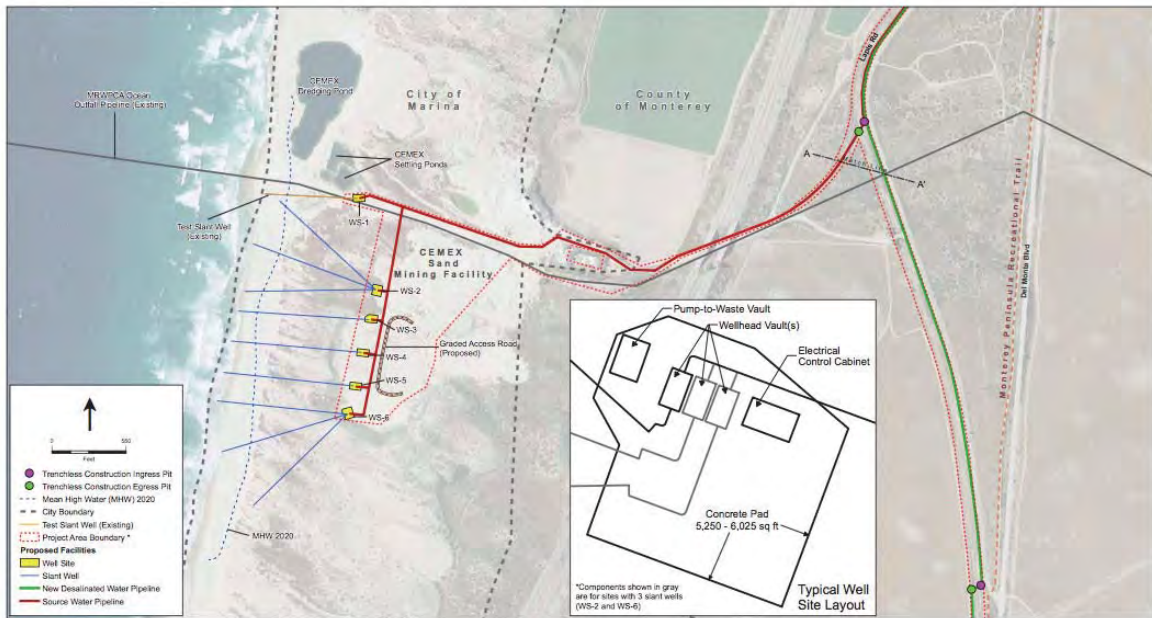 CEMEX
Dredging Pond
MRWPCA Ocean
Outfall Pipeline (Existing)
City of
Marina
County
of Monterey
Lapis Rd
CEMEX
Settling Ponds
A
Match Line
A'
Test Slant Well
(Existing)
WS-1
CEMEX
Sand
Mining Facility
WS-2
WS-3
Graded Access Road
(Proposed)
WS-4
WS-5
WS-6
MHW 2020
Monterey Peninsula Recreational Trail
Del Monte Blvd
0
550
Feet
Trenchless Construction Ingress Pit
Trenchless Construction Egress Pit
Mean High Water (MHW) 2020
City Boundary
Test Slant Well (Existing)
Project Area Boundary *
Proposed Facilities
Well Site
Slant Well
New Desalinated Water Pipeline
Source Water Pipeline
Pump-to-Waste Vault
Wellhead Vault(s)
Electrical
Control Cabinet
Concrete Pad
5,250 - 6,025 sq ft
*Components shown in gray
are for sites with 3 slant wells
(WS-2 and WS-6)
Typical Well
Site Layout